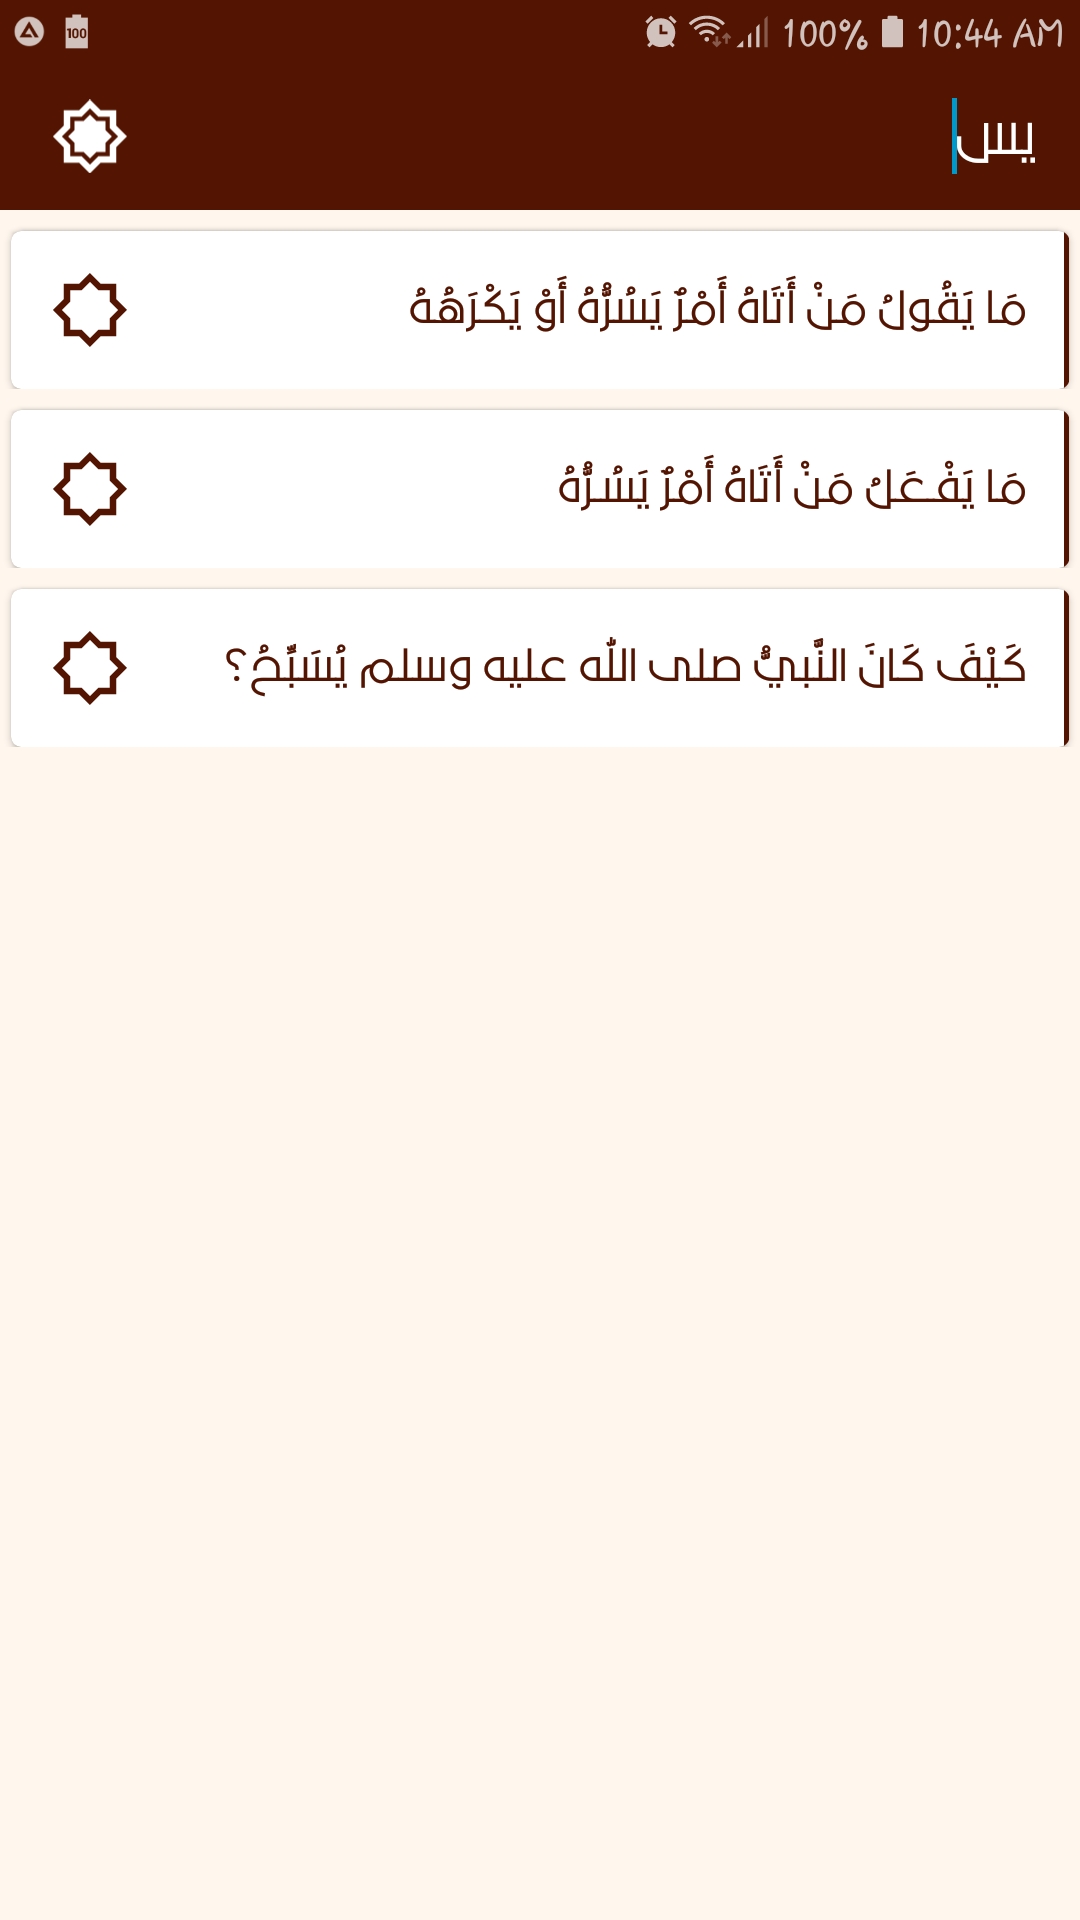 100
100% 10:44 AM
يس
مَا يَقُولُ مَنْ أَتَاهُ أَمْرٌ يَسُرُّهُ أَوْ يَكْرَهُهُ
مَا يَفْعَلُ مَنْ أَتَاهُ أَمْرٌ يَسُرُّهُ
كَيْفَ كَانَ النَّبيُّ صلى الله عليه وسلم يُسَبِّحُ؟